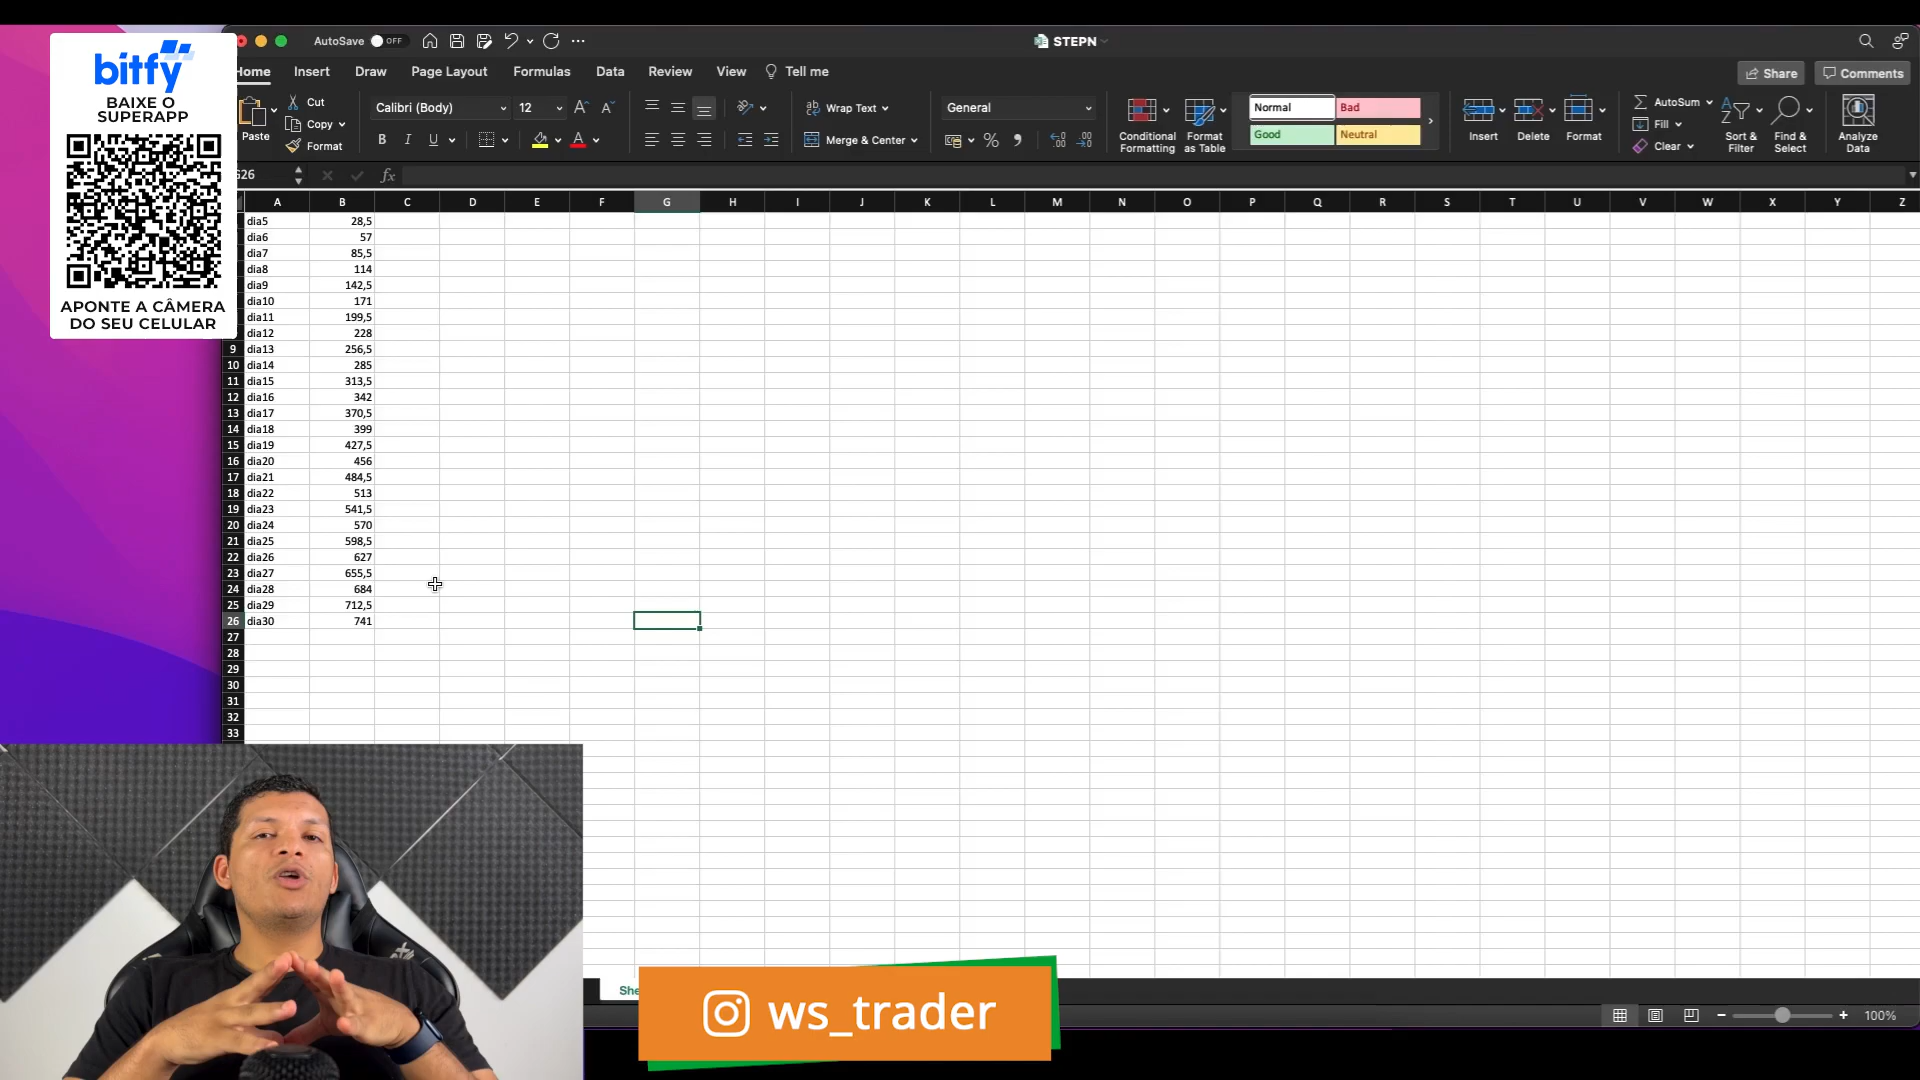 bitfy
BAIXE O
SUPERAPP
APONTE A CÂMERA
DO SEU CELULAR
AutoSave OFF
STEPN
Home Insert Draw Page Layout Formulas Data Review View Tell me
Share Comments
Paste
Cut
Copy
Format
Calibri (Body) 12
B I U
Wrap Text
Merge & Center
General
Conditional
Formatting
Format
as Table
Normal Bad
Good Neutral
Insert Delete Format
AutoSum
Fill
Clear
Sort &
Filter
Find &
Select
Analyze
Data
G26 fx
A B C D E F G H I J K L M N O P Q R S T U V W X Y Z
dia5 28,5
dia6 57
dia7 85,5
dia8 114
dia9 142,5
dia10 171
dia11 199,5
dia12 228
9 dia13 256,5
10 dia14 285
11 dia15 313,5
12 dia16 342
13 dia17 370,5
14 dia18 399
15 dia19 427,5
16 dia20 456
17 dia21 484,5
18 dia22 513
19 dia23 541,5
20 dia24 570
21 dia25 598,5
22 dia26 627
23 dia27 655,5
24 dia28 684
25 dia29 712,5
26 dia30 741
27
28
29
30
31
32
33
She
ws_trader
100%